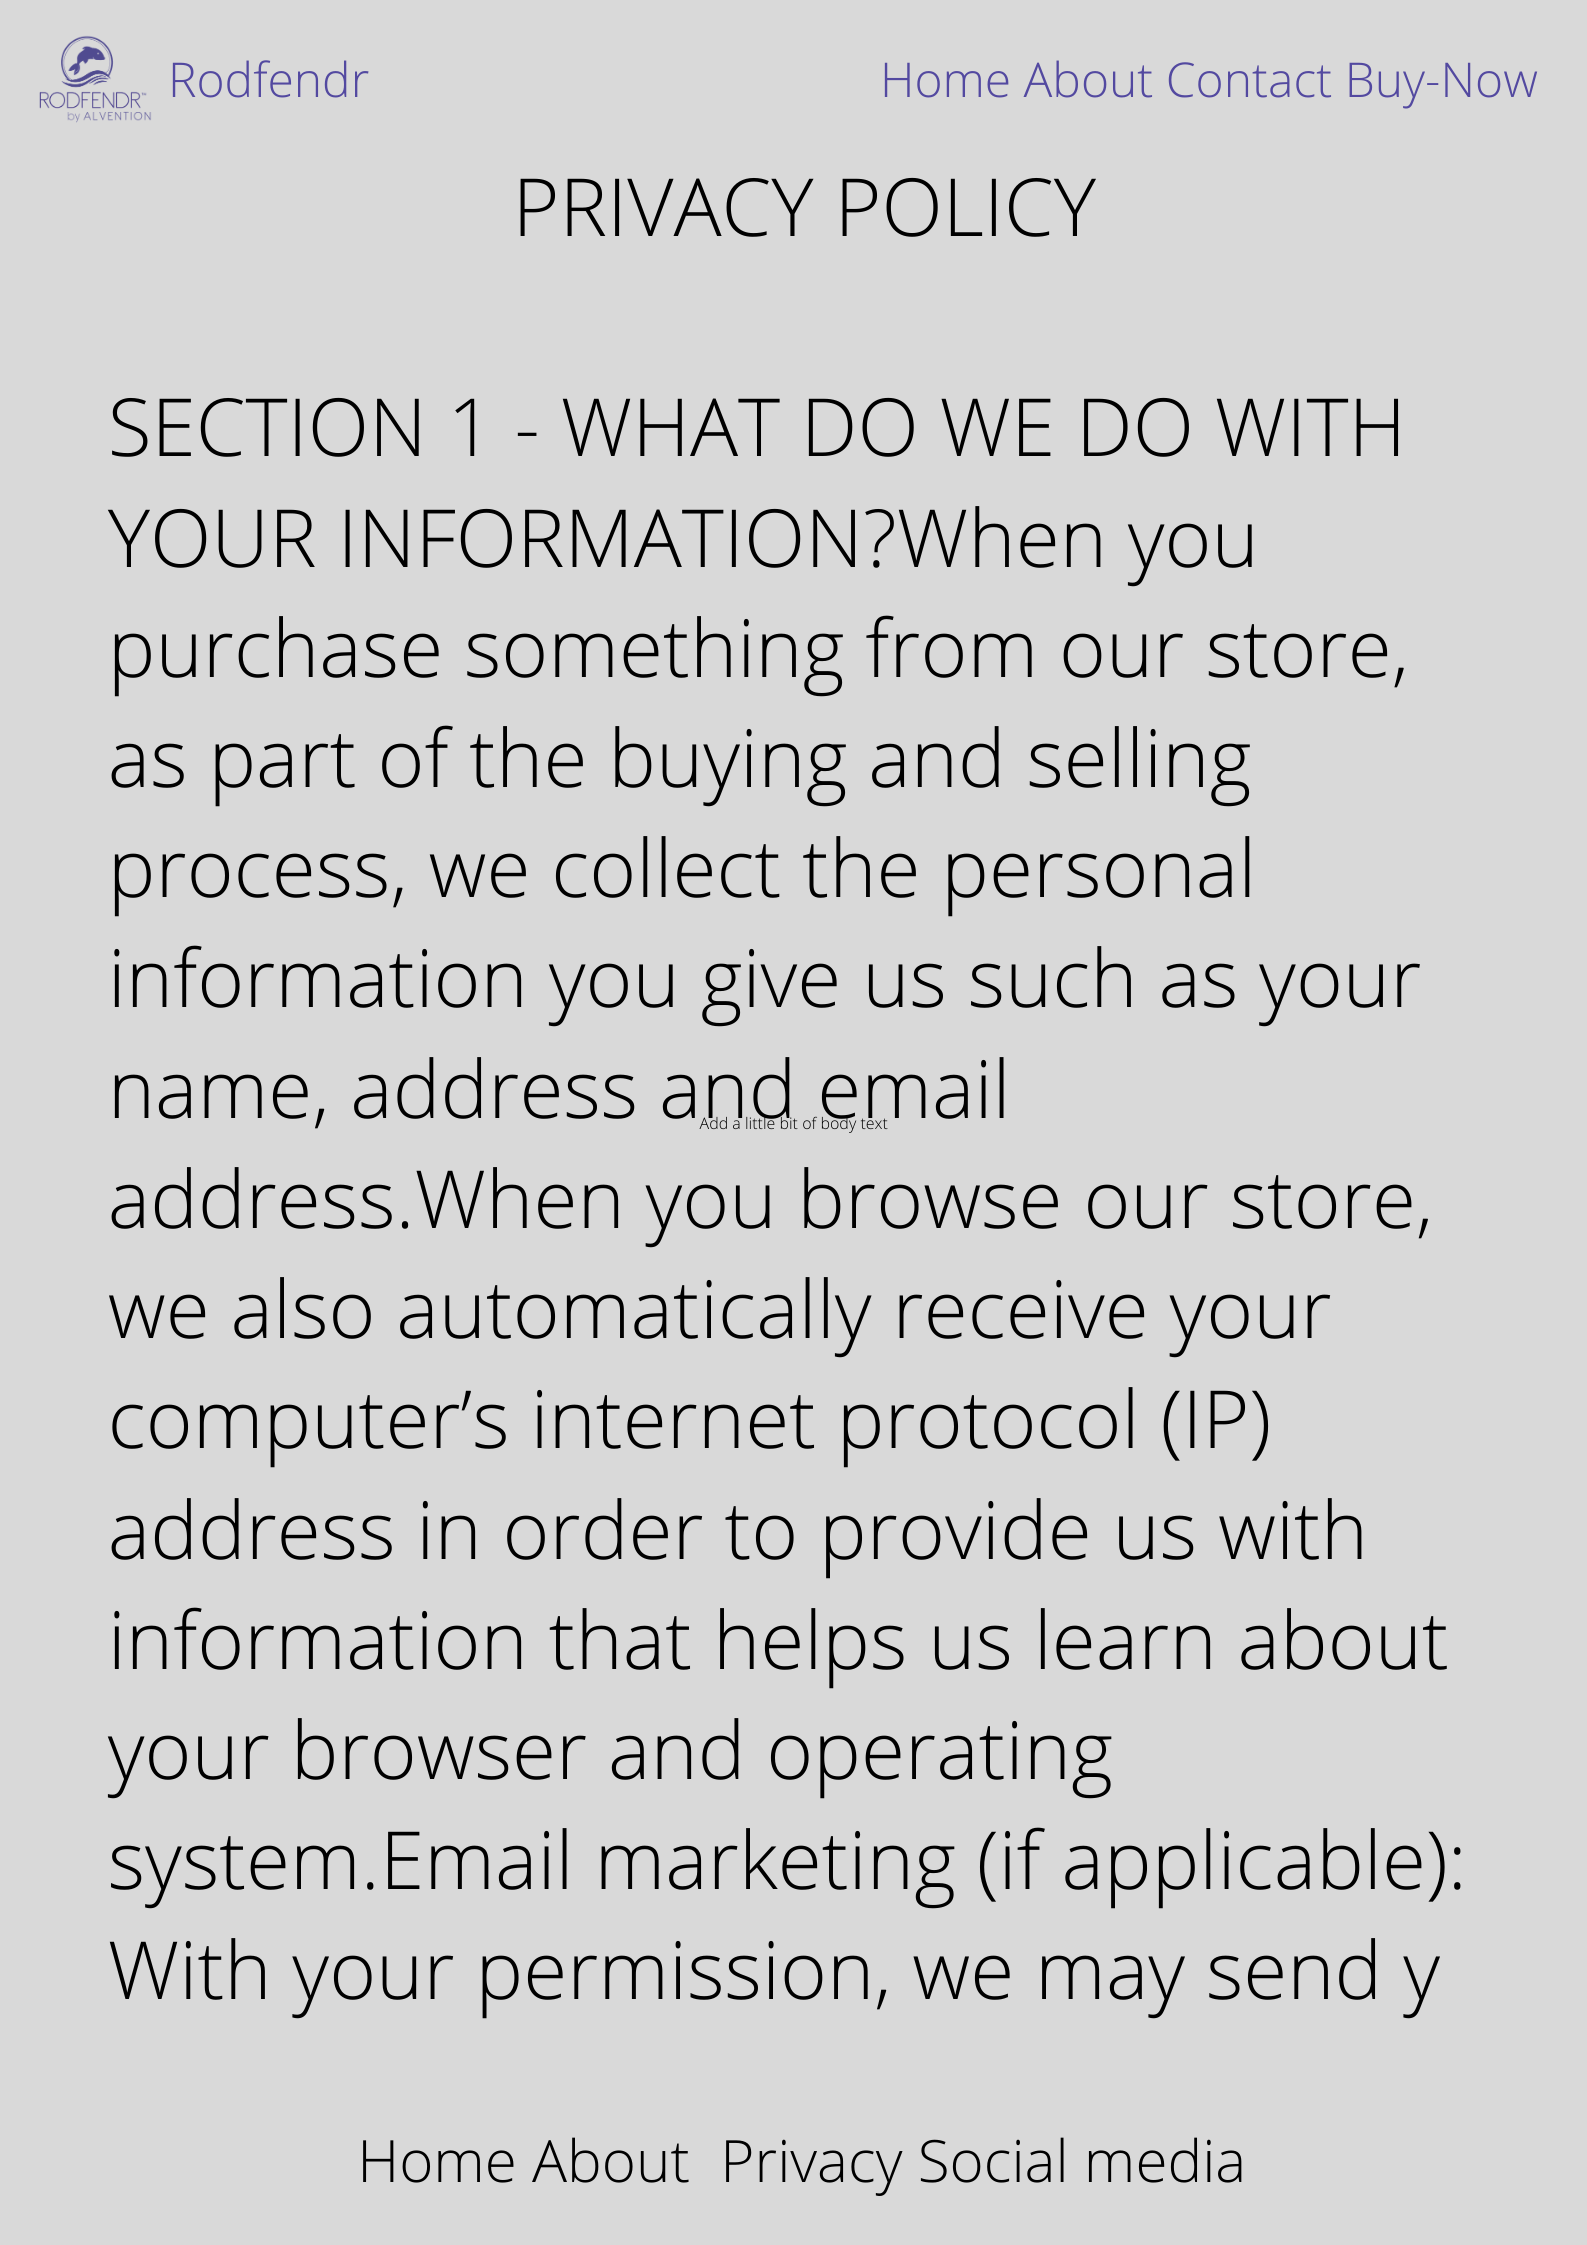 RODFENDR™
by ALVENTION
Rodfendr
Home About Contact Buy-Now
PRIVACY POLICY
SECTION 1 - WHAT DO WE DO WITH
YOUR INFORMATION?When you
purchase something from our store,
as part of the buying and selling
process, we collect the personal
information you give us such as your
name, address and email
Add a little bit of body text
address.When you browse our store,
we also automatically receive your
computer’s internet protocol (IP)
address in order to provide us with
information that helps us learn about
your browser and operating
system.Email marketing (if applicable):
With your permission, we may send y
Home About  Privacy Social media